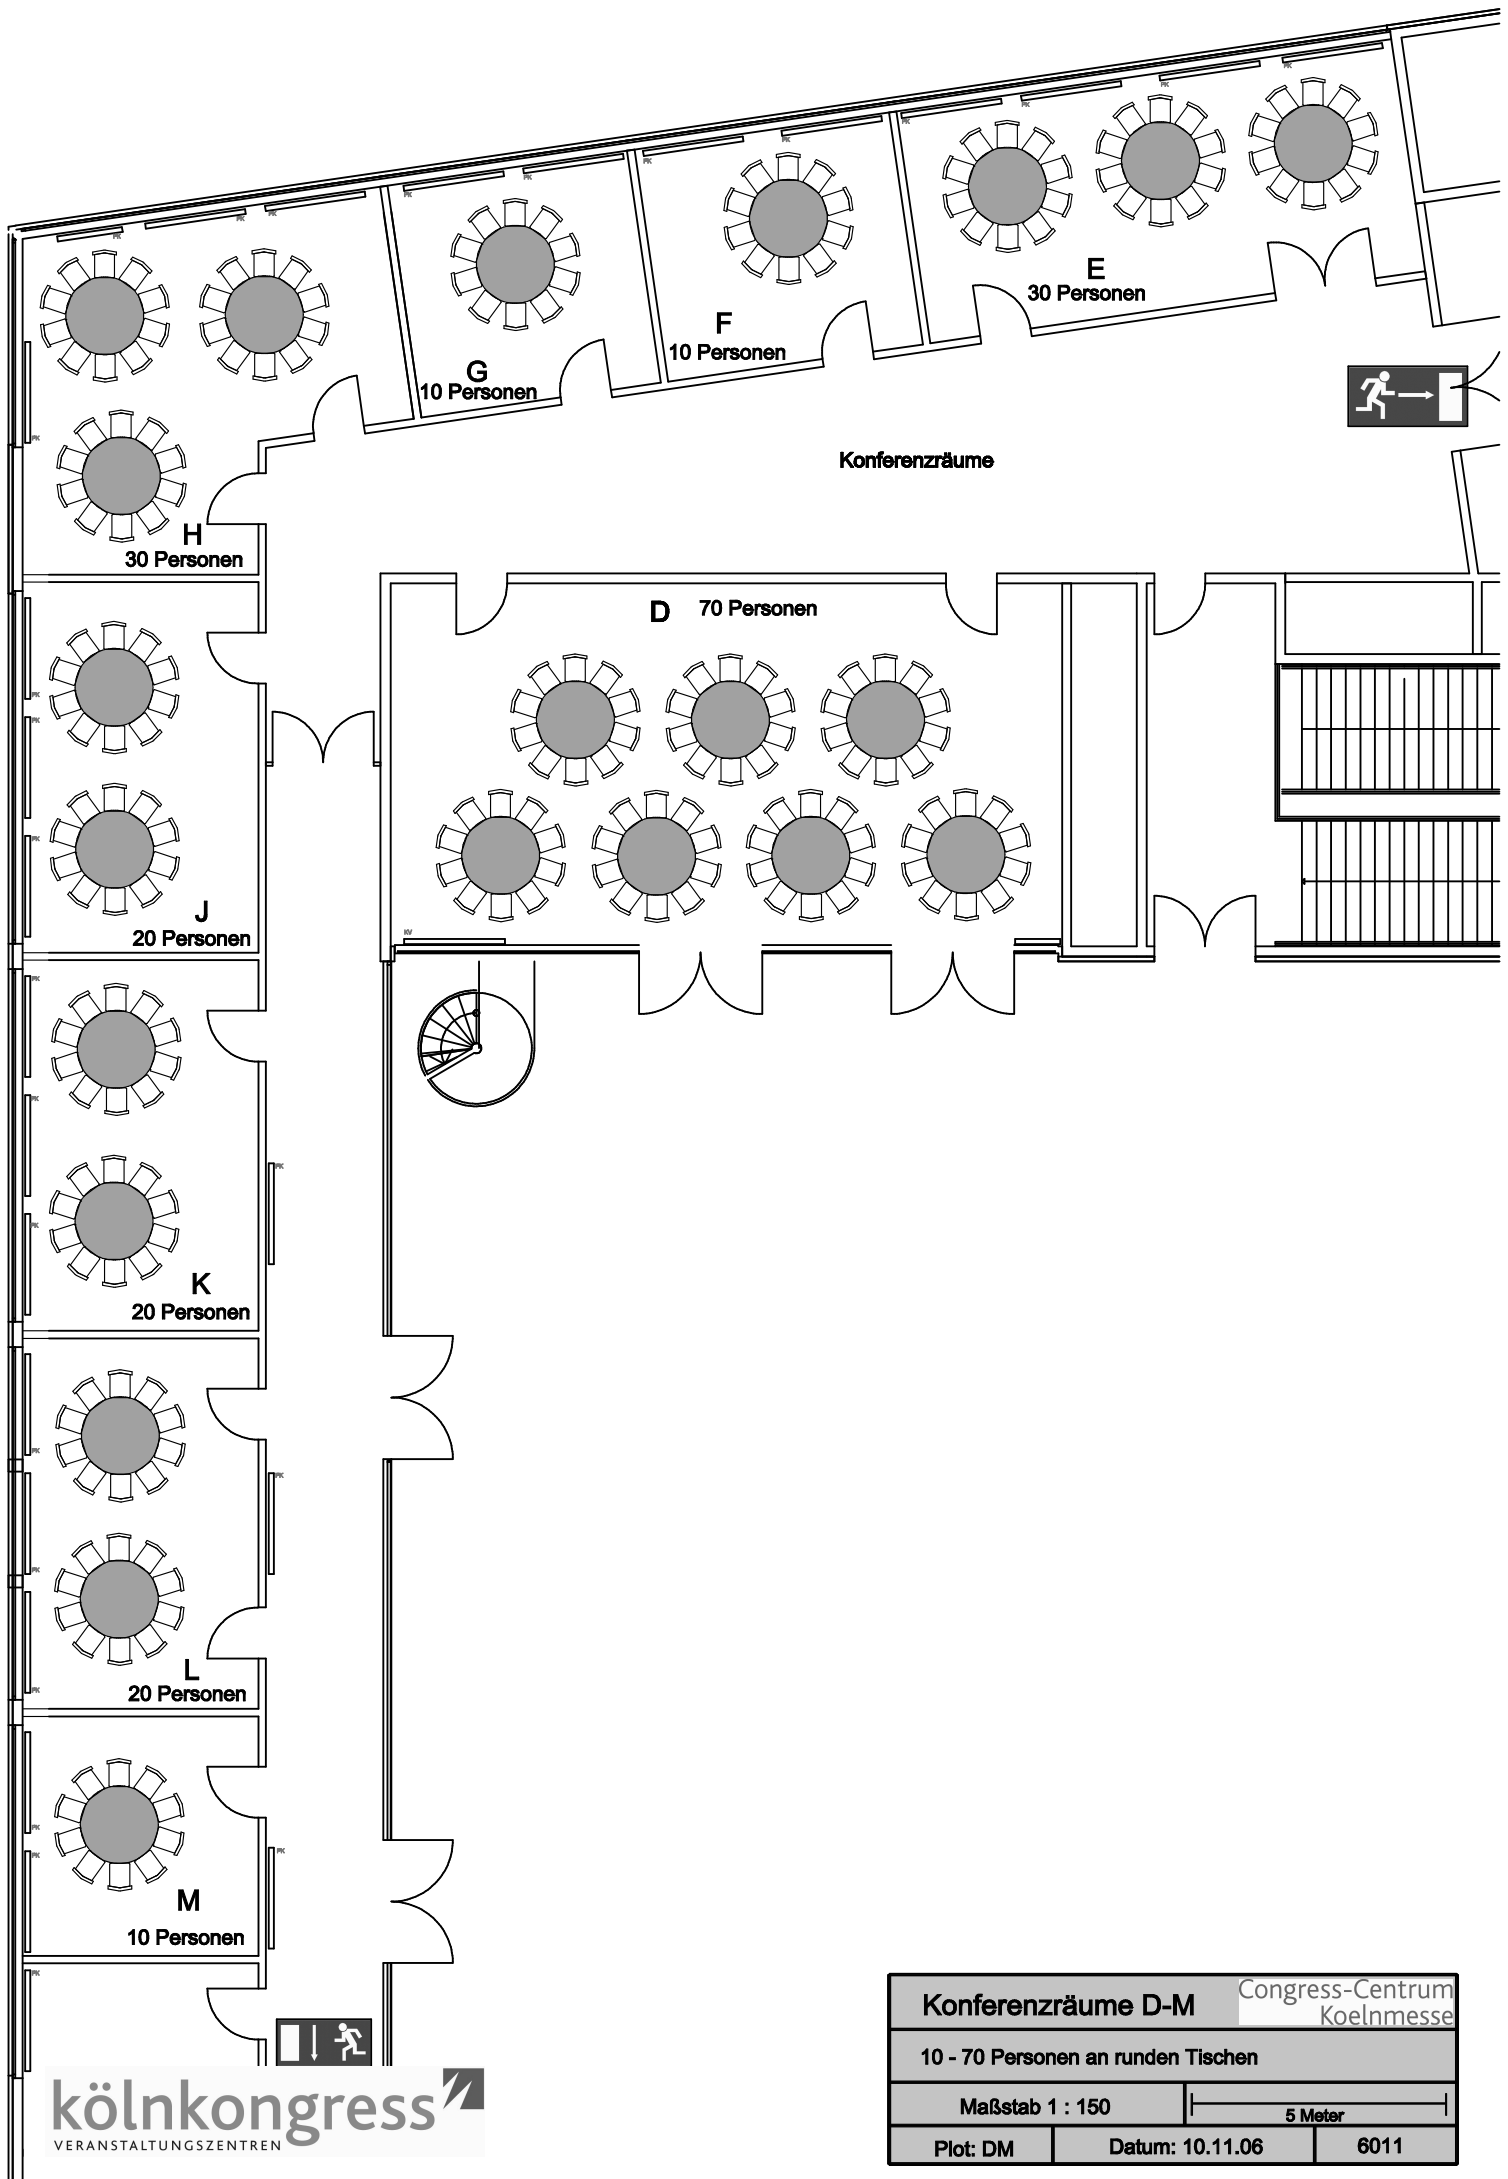 E
30 Personen
F
10 Personen
G
10 Personen
Konferenzräume
H
30 Personen
D 70 Personen
J
20 Personen
KV
K
20 Personen
L
20 Personen
M
10 Personen
Konferenzräume D-M
Congress-Centrum
Koelnmesse
10 - 70 Personen an runden Tischen
Maßstab 1 : 150
5 Meter
Plot: DM
Datum: 10.11.06
6011
kölnkongress
VERANSTALTUNGSZENTREN